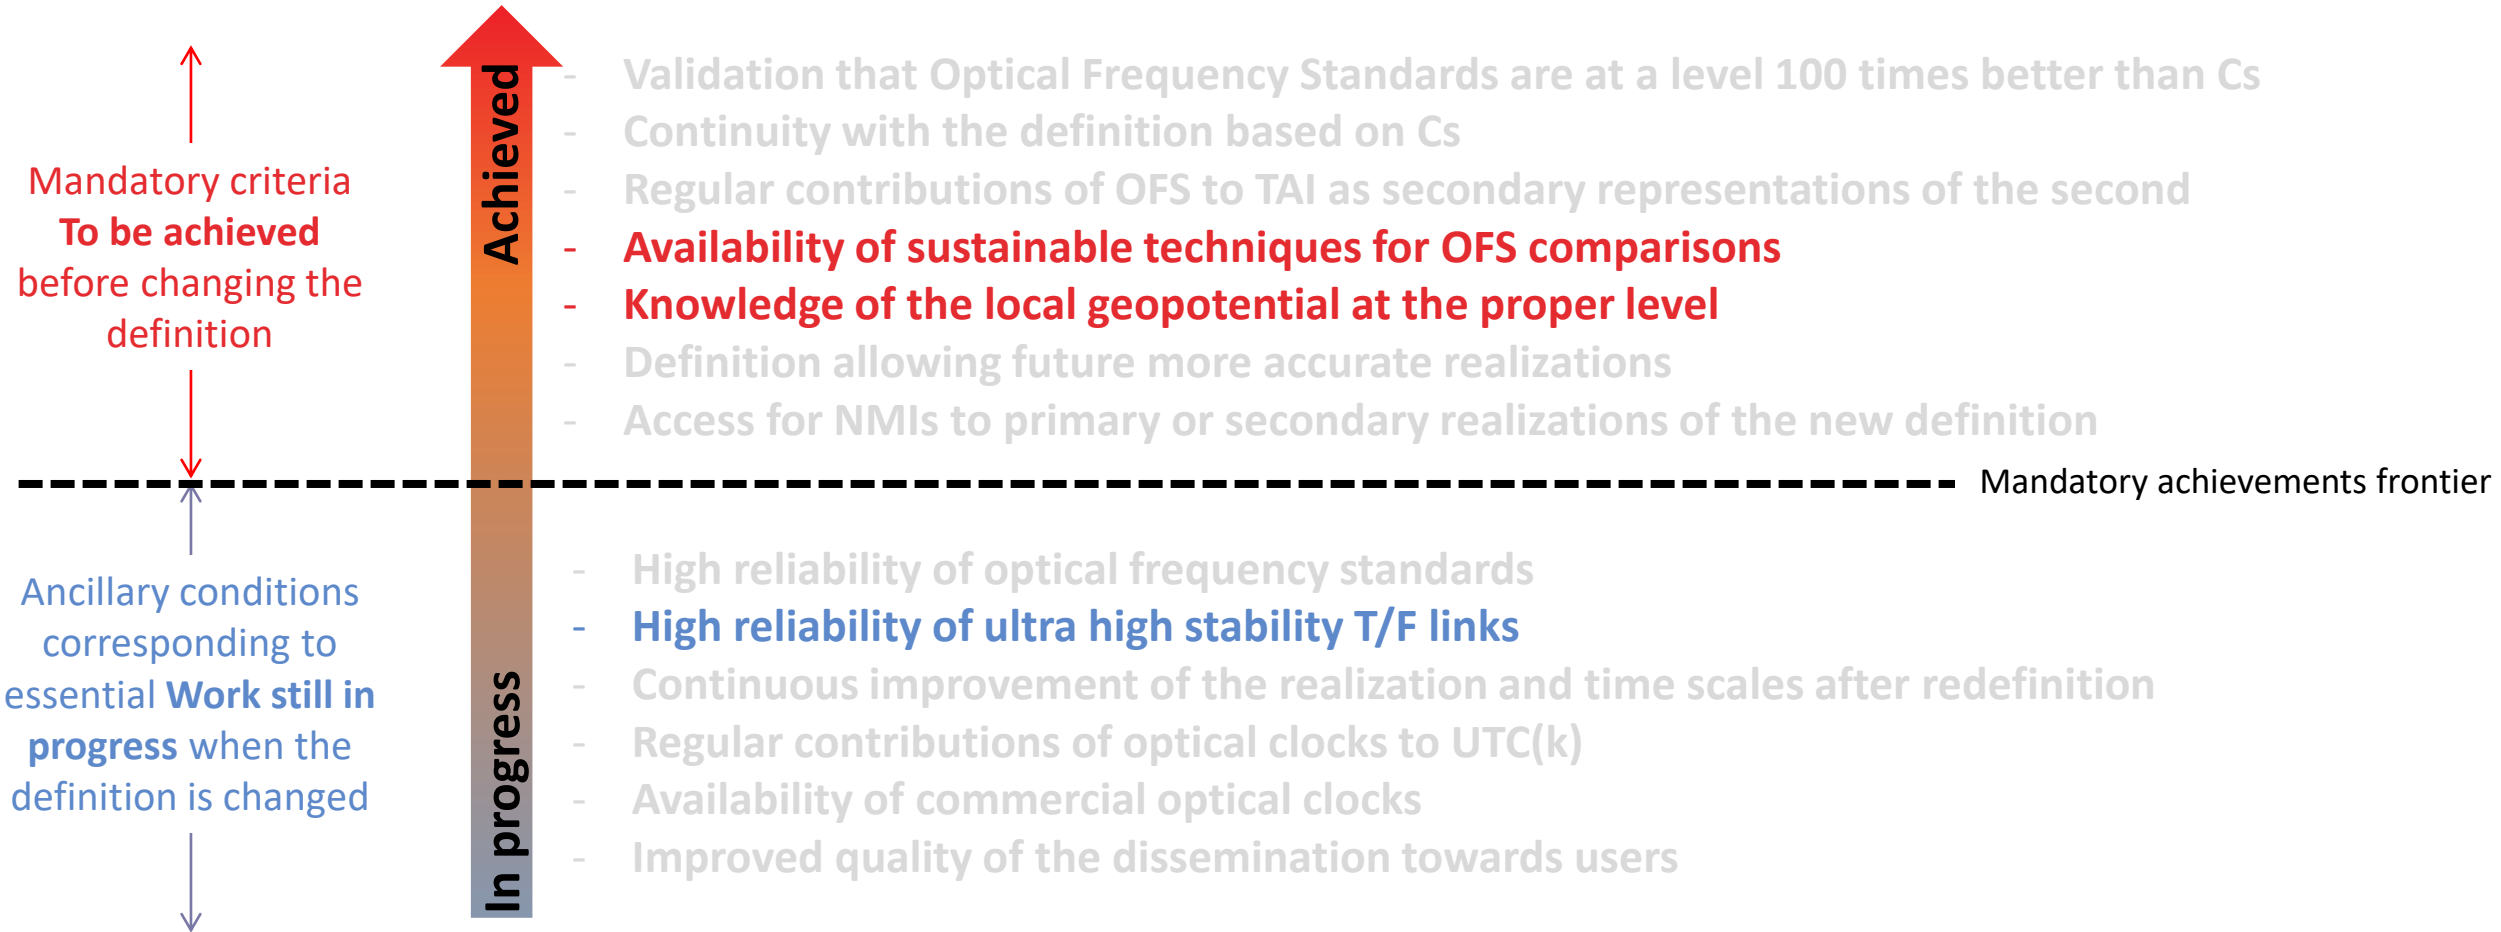 Mandatory criteria
To be achieved
before changing the
definition
Achieved
- Validation that Optical Frequency Standards are at a level 100 times better than Cs
- Continuity with the definition based on Cs
- Regular contributions of OFS to TAI as secondary representations of the second
- Availability of sustainable techniques for OFS comparisons
- Knowledge of the local geopotential at the proper level
- Definition allowing future more accurate realizations
- Access for NMIs to primary or secondary realizations of the new definition
Mandatory achievements frontier
Ancillary conditions
corresponding to
essential Work still in
progress when the
definition is changed
In progress
- High reliability of optical frequency standards
- High reliability of ultra high stability T/F links
- Continuous improvement of the realization and time scales after redefinition
- Regular contributions of optical clocks to UTC(k)
- Availability of commercial optical clocks
- Improved quality of the dissemination towards users